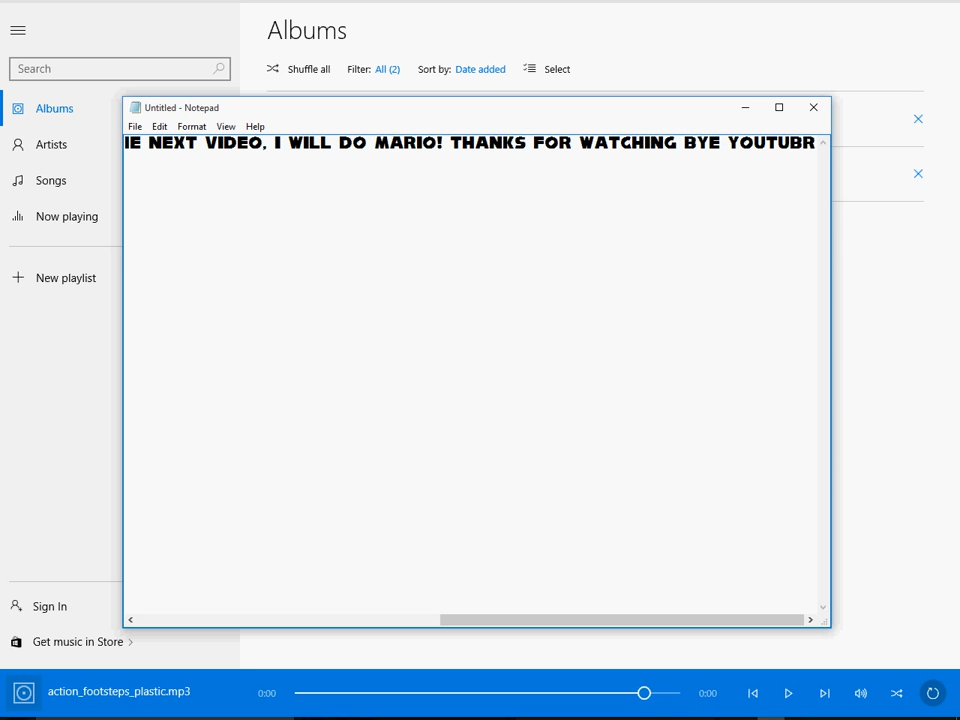 Albums
Search
Shuffle all
Filter: All (2)
Sort by: Date added
Select
Albums
Artists
Songs
Now playing
New playlist
Untitled - Notepad
File Edit Format View Help
IE NEXT VIDEO, I WILL DO MARIO! THANKS FOR WATCHING BYE YOUTUBR
Sign In
Get music in Store
action_footsteps_plastic.mp3
0:00
0:00